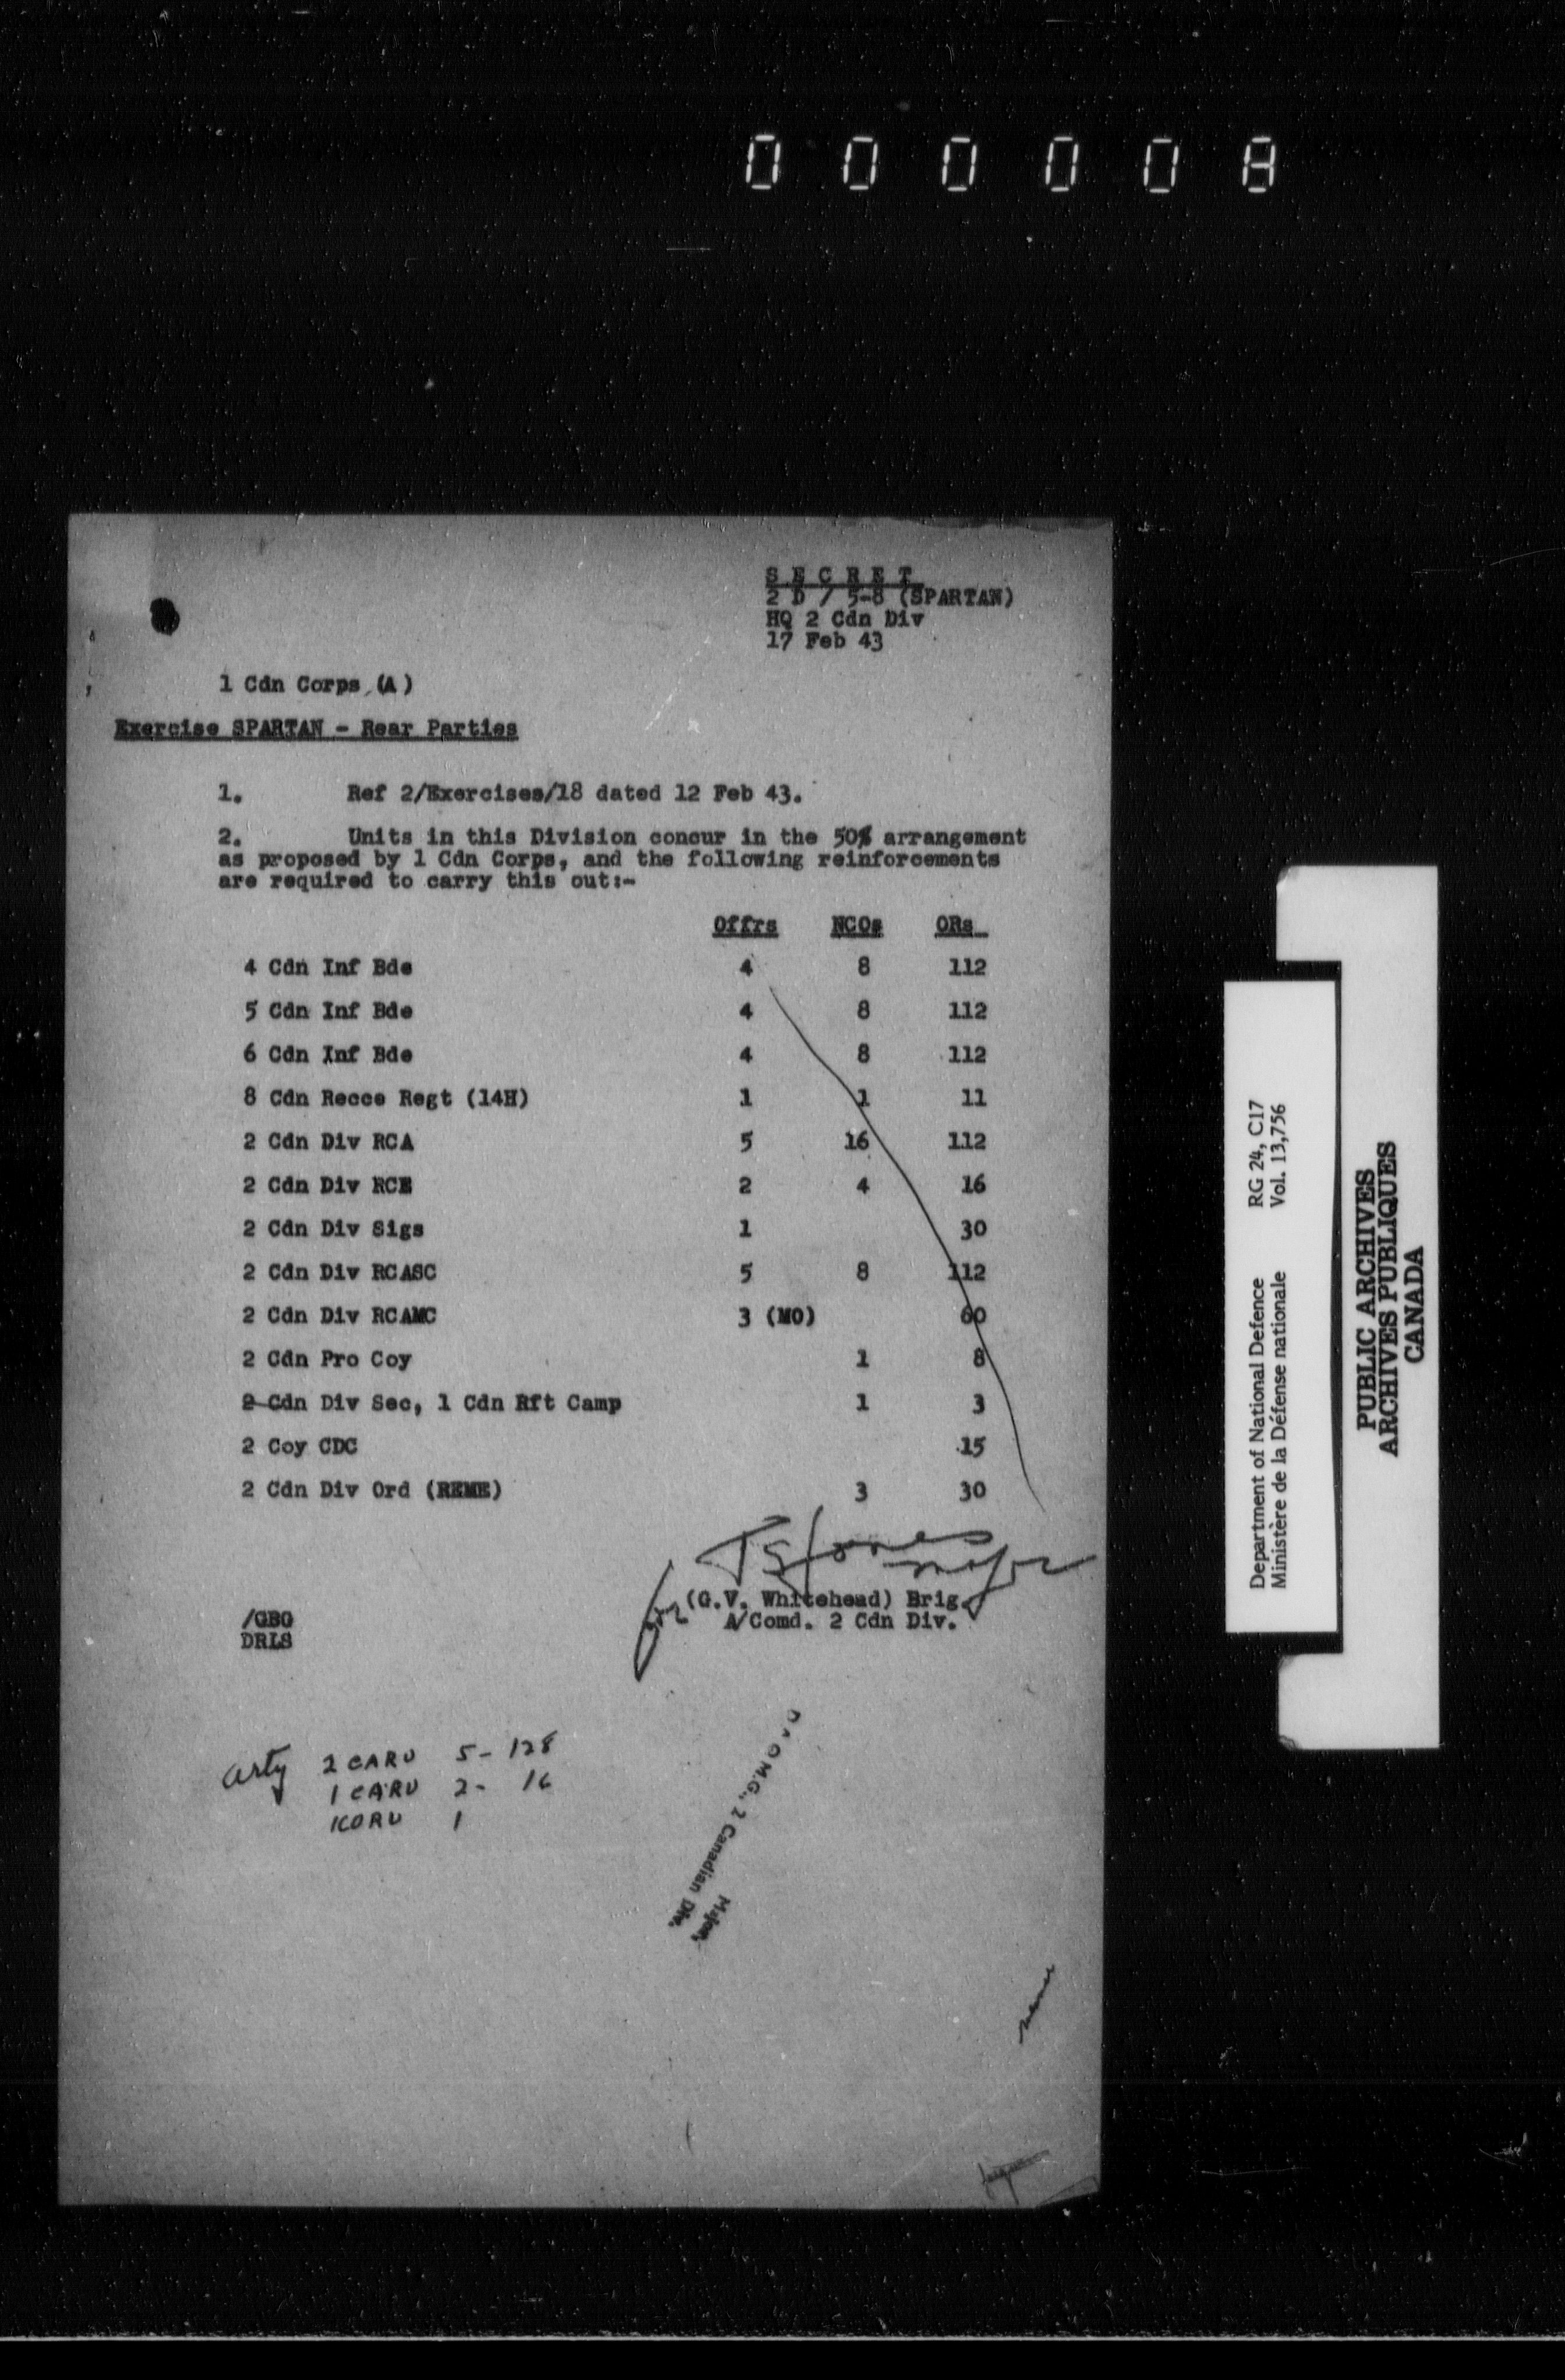 000008
S E C R E T
2 D / 5-8 (SPARTAN)
HQ 2 Cdn Div
17 Feb 43
1 Cdn Corps (A)
Exercise SPARTAN - Rear Parties
1. Ref 2/Exercises/18 dated 12 Feb 43.
2. Units in this Division concur in the 50% arrangement
as proposed by 1 Cdn Corps, and the following reinforcements
are required to carry this out:-
Offrs NCOs ORs
4 Cdn Inf Bde 4 8 112
5 Cdn Inf Bde 4 8 112
6 Cdn Inf Bde 4 8 112
8 Cdn Recce Regt (14H) 1 1 11
2 Cdn Div RCA 5 16 112
2 Cdn Div RCE 2 4 16
2 Cdn Div Sigs 1 30
2 Cdn Div RCASC 5 8 112
2 Cdn Div RCAMC 3 (MO) 60
2 Cdn Pro Coy 1 8
2 Cdn Div Sec, 1 Cdn Rft Camp 1 3
2 Coy CDC 15
2 Cdn Div Ord (REME) 3 30
Jones Major
for (G.V. Whitehead) Brig.
A/Comd. 2 Cdn Div.
/GBG
DRLS
Arty 2 CARU 5 - 128
1 CARU 2 - 16
1 CORU 1
Major,
D A Q M.G., 2 Canadian Div.
Department of National Defence RG 24, C17
Ministère de la Défense nationale Vol. 13,756
PUBLIC ARCHIVES
ARCHIVES PUBLIQUES
CANADA